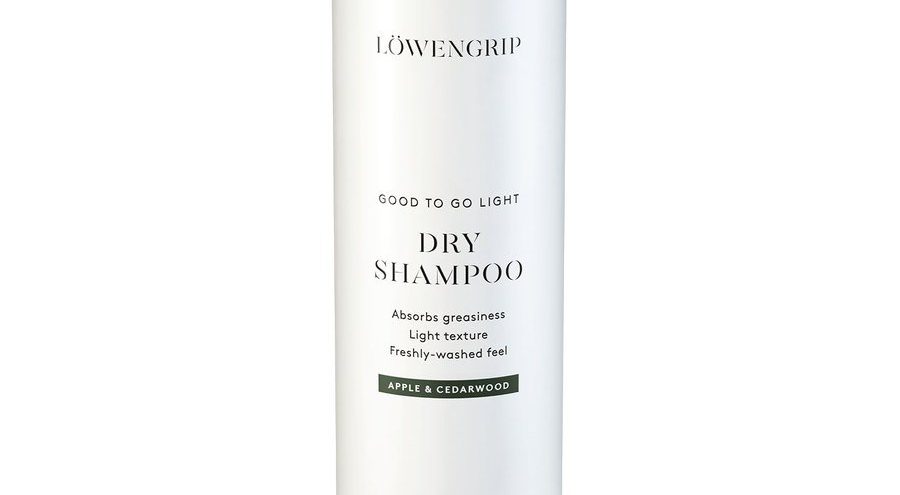 LÖWENGRIP
GOOD TO GO LIGHT
DRY
SHAMPOO
Absorbs greasiness
Light texture
Freshly-washed feel
APPLE & CEDARWOOD